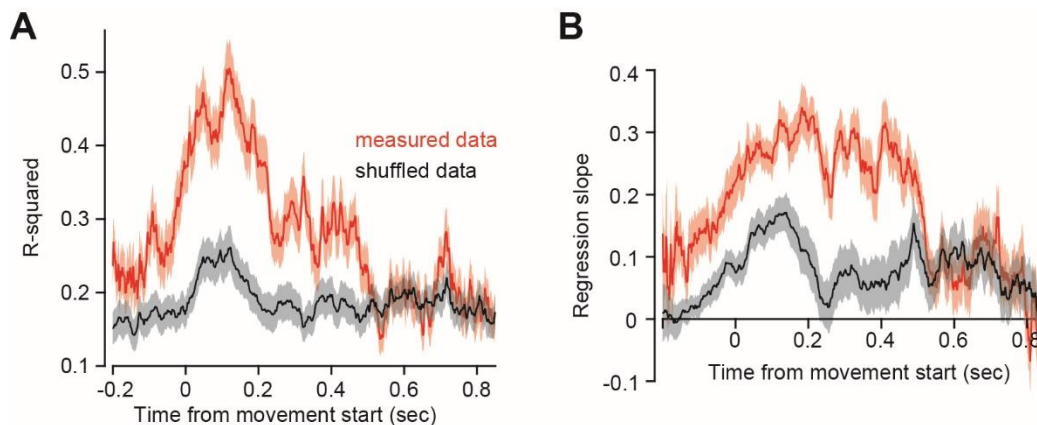 A
R-squared
0.5
0.4
0.3
0.2
0.1
-0.2 0 0.2 0.4 0.6 0.8
Time from movement start (sec)
measured data
shuffled data
B
Regression slope
0.4
0.3
0.2
0.1
0
-0.1
0 0.2 0.4 0.6 0.8
Time from movement start (sec)